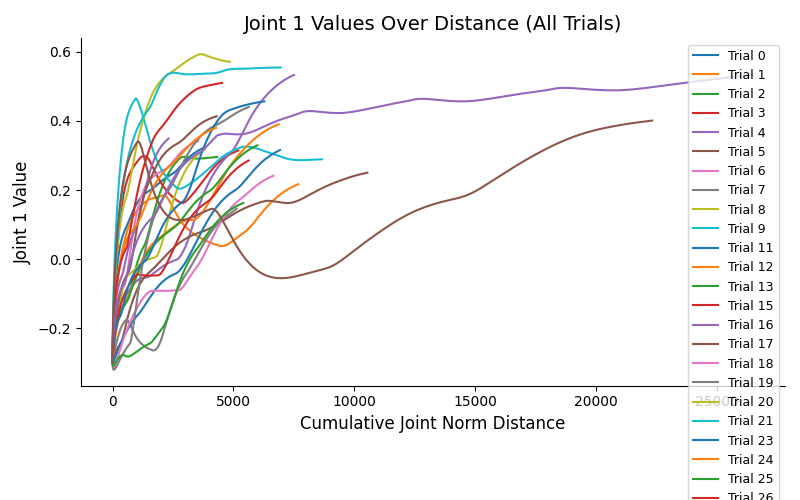 Joint 1 Values Over Distance (All Trials)
Joint 1 Value
0.6
0.4
0.2
0.0
−0.2
0
5000
10000
15000
20000
25000
Cumulative Joint Norm Distance
Trial 0
Trial 1
Trial 2
Trial 3
Trial 4
Trial 5
Trial 6
Trial 7
Trial 8
Trial 9
Trial 11
Trial 12
Trial 13
Trial 15
Trial 16
Trial 17
Trial 18
Trial 19
Trial 20
Trial 21
Trial 23
Trial 24
Trial 25
Trial 26